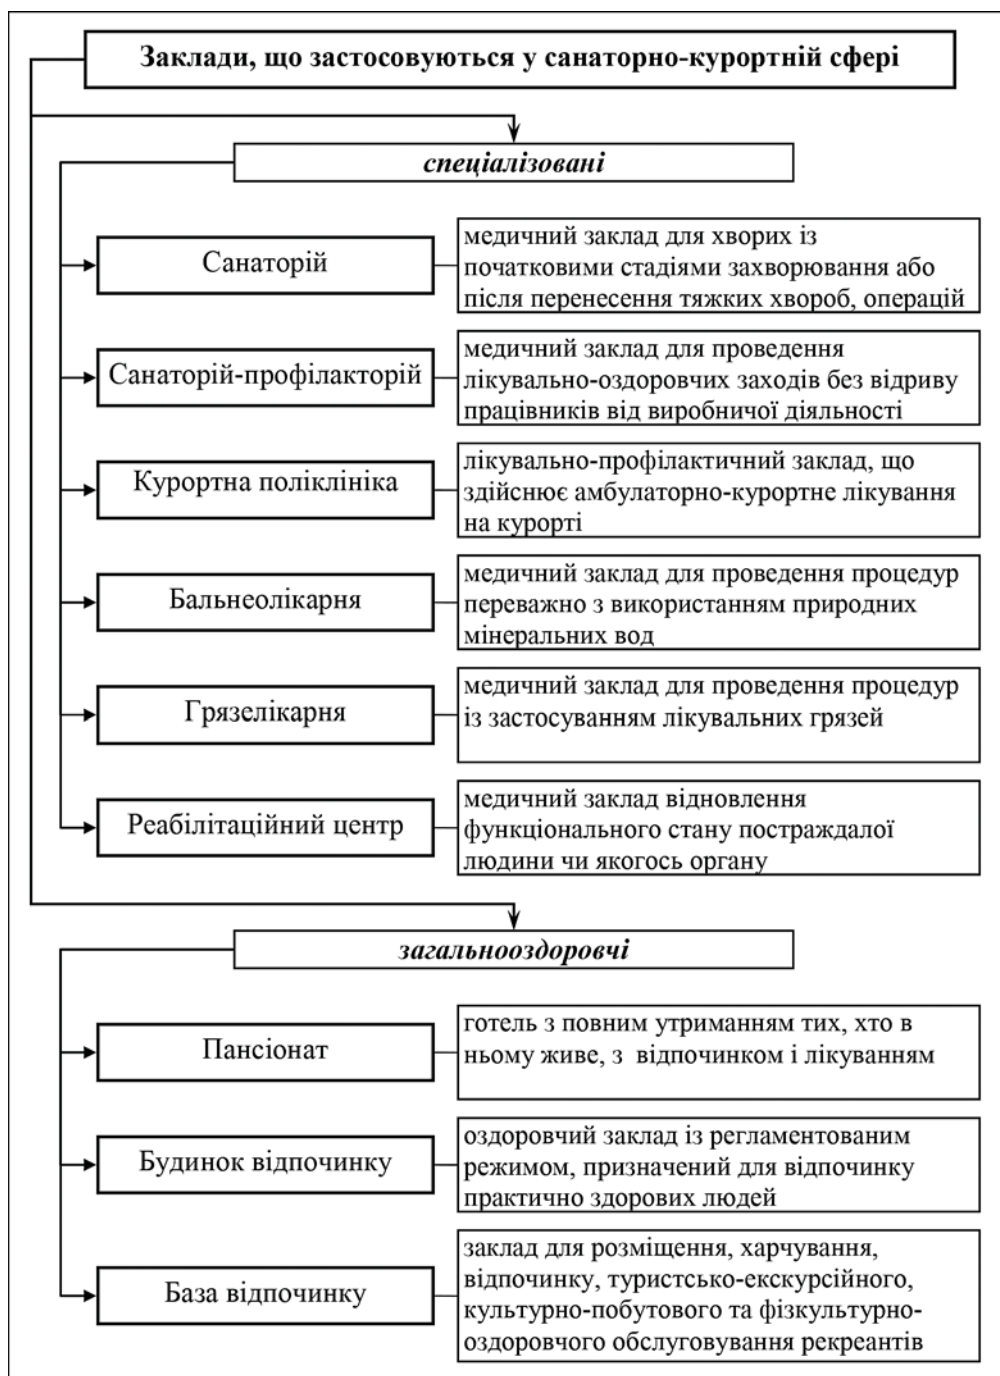 Заклади, що застосовуються у санаторно-курортній сфері
спеціалізовані
Санаторій
медичний заклад для хворих із
початковими стадіями захворювання або
після перенесення тяжких хвороб, операцій
Санаторій-профілакторій
медичний заклад для проведення
лікувально-оздоровчих заходів без відриву
працівників від виробничої діяльності
Курортна поліклініка
лікувально-профілактичний заклад, що
здійснює амбулаторно-курортне лікування
на курорті
Бальнеолікарня
медичний заклад для проведення процедур
переважно з використанням природних
мінеральних вод
Грязелікарня
медичний заклад для проведення процедур
із застосуванням лікувальних грязей
Реабілітаційний центр
медичний заклад відновлення
функціонального стану постраждалої
людини чи якогось органу
загальнооздоровчі
Пансіонат
готель з повним утриманням тих, хто в
ньому живе, з відпочинком і лікуванням
Будинок відпочинку
оздоровчий заклад із регламентованим
режимом, призначений для відпочинку
практично здорових людей
База відпочинку
заклад для розміщення, харчування,
відпочинку, туристсько-екскурсійного,
культурно-побутового та фізкультурно-
оздоровчого обслуговування рекреантів